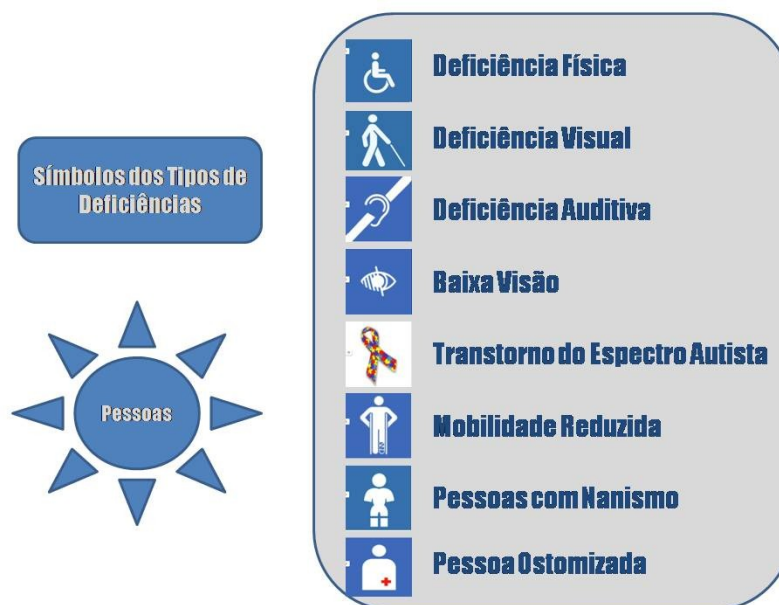 Símbolos dos Tipos de
Deficiências
Pessoas
Deficiência Física
Deficiência Visual
Deficiência Auditiva
Baixa Visão
Transtorno do Espectro Autista
Mobilidade Reduzida
Pessoas com Nanismo
Pessoa Ostomizada